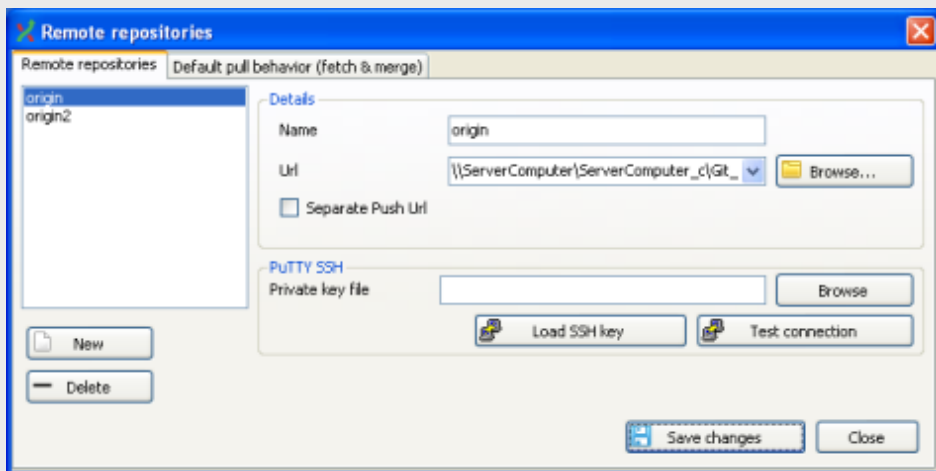 Remote repositories
Remote repositories Default pull behavior (fetch & merge)
origin
origin2
Details
Name origin
Url \\ServerComputer\ServerComputer_c\Git_ Browse...
Separate Push Url
PuTTY SSH
Private key file Browse
Load SSH key Test connection
New
Delete
Save changes Close